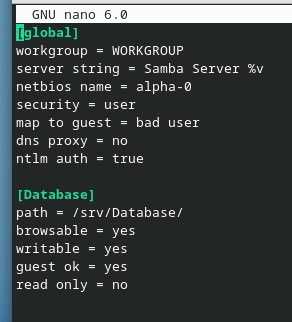 GNU nano 6.0
[global]
workgroup = WORKGROUP
server string = Samba Server %v
netbios name = alpha-0
security = user
map to guest = bad user
dns proxy = no
ntlm auth = true
[Database]
path = /srv/Database/
browsable = yes
writable = yes
guest ok = yes
read only = no